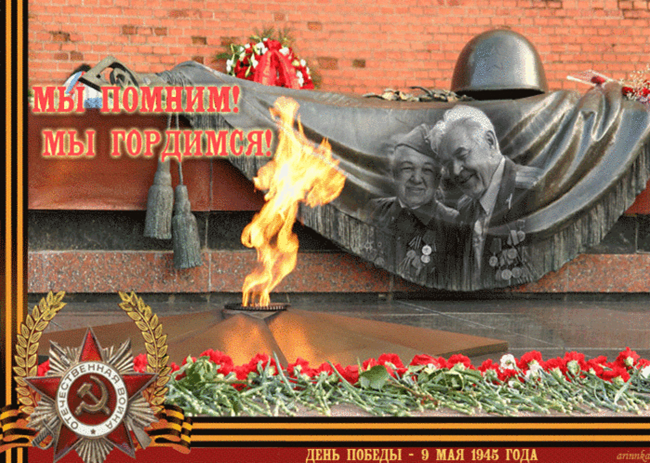 МЫ ПОМНИМ!
МЫ ГОРДИМСЯ!
ОТЕЧЕСТВЕННАЯ ВОЙНА
ДЕНЬ ПОБЕДЫ - 9 МАЯ 1945 ГОДА
arinnka